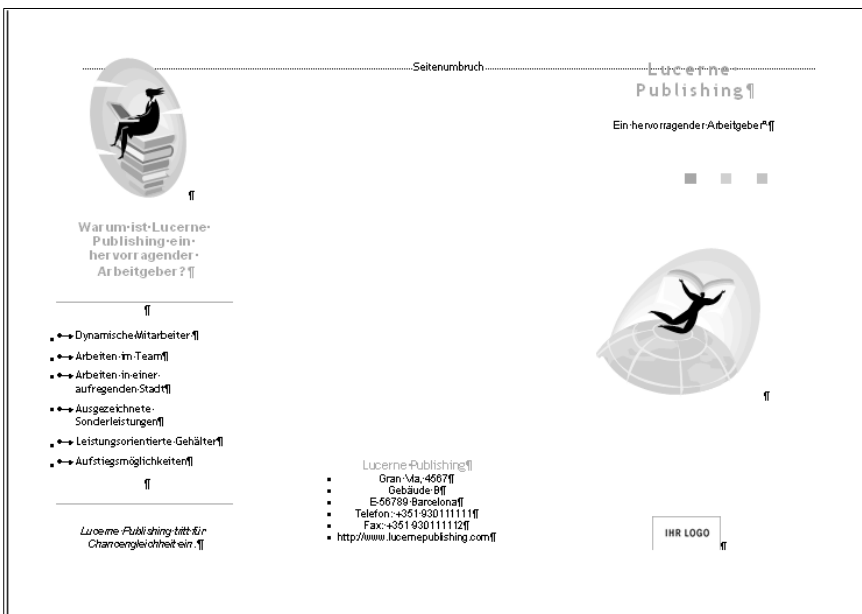 Seitenumbruch
Warum ist Lucerne
Publishing ein
hervorragender
Arbeitgeber?¶
¶
Dynamische Mitarbeiter¶
Arbeiten im Team¶
Arbeiten in einer
aufregenden Stadt¶
Ausgezeichnete
Sonderleistungen¶
Leistungsorientierte Gehälter¶
Aufstiegsmöglichkeiten¶
¶
Lucerne Publishing tritt für
Chancengleichheit ein.¶
Lucerne Publishing¶
Gran Vía, 4567¶
Gebäude B¶
E-56789 Barcelona¶
Telefon: +351 930111111¶
Fax: +351 930111112¶
http://www.lucernepublishing.com¶
Lucerne
Publishing¶
Ein hervorragender Arbeitgeber¶
¶
IHR LOGO ¶